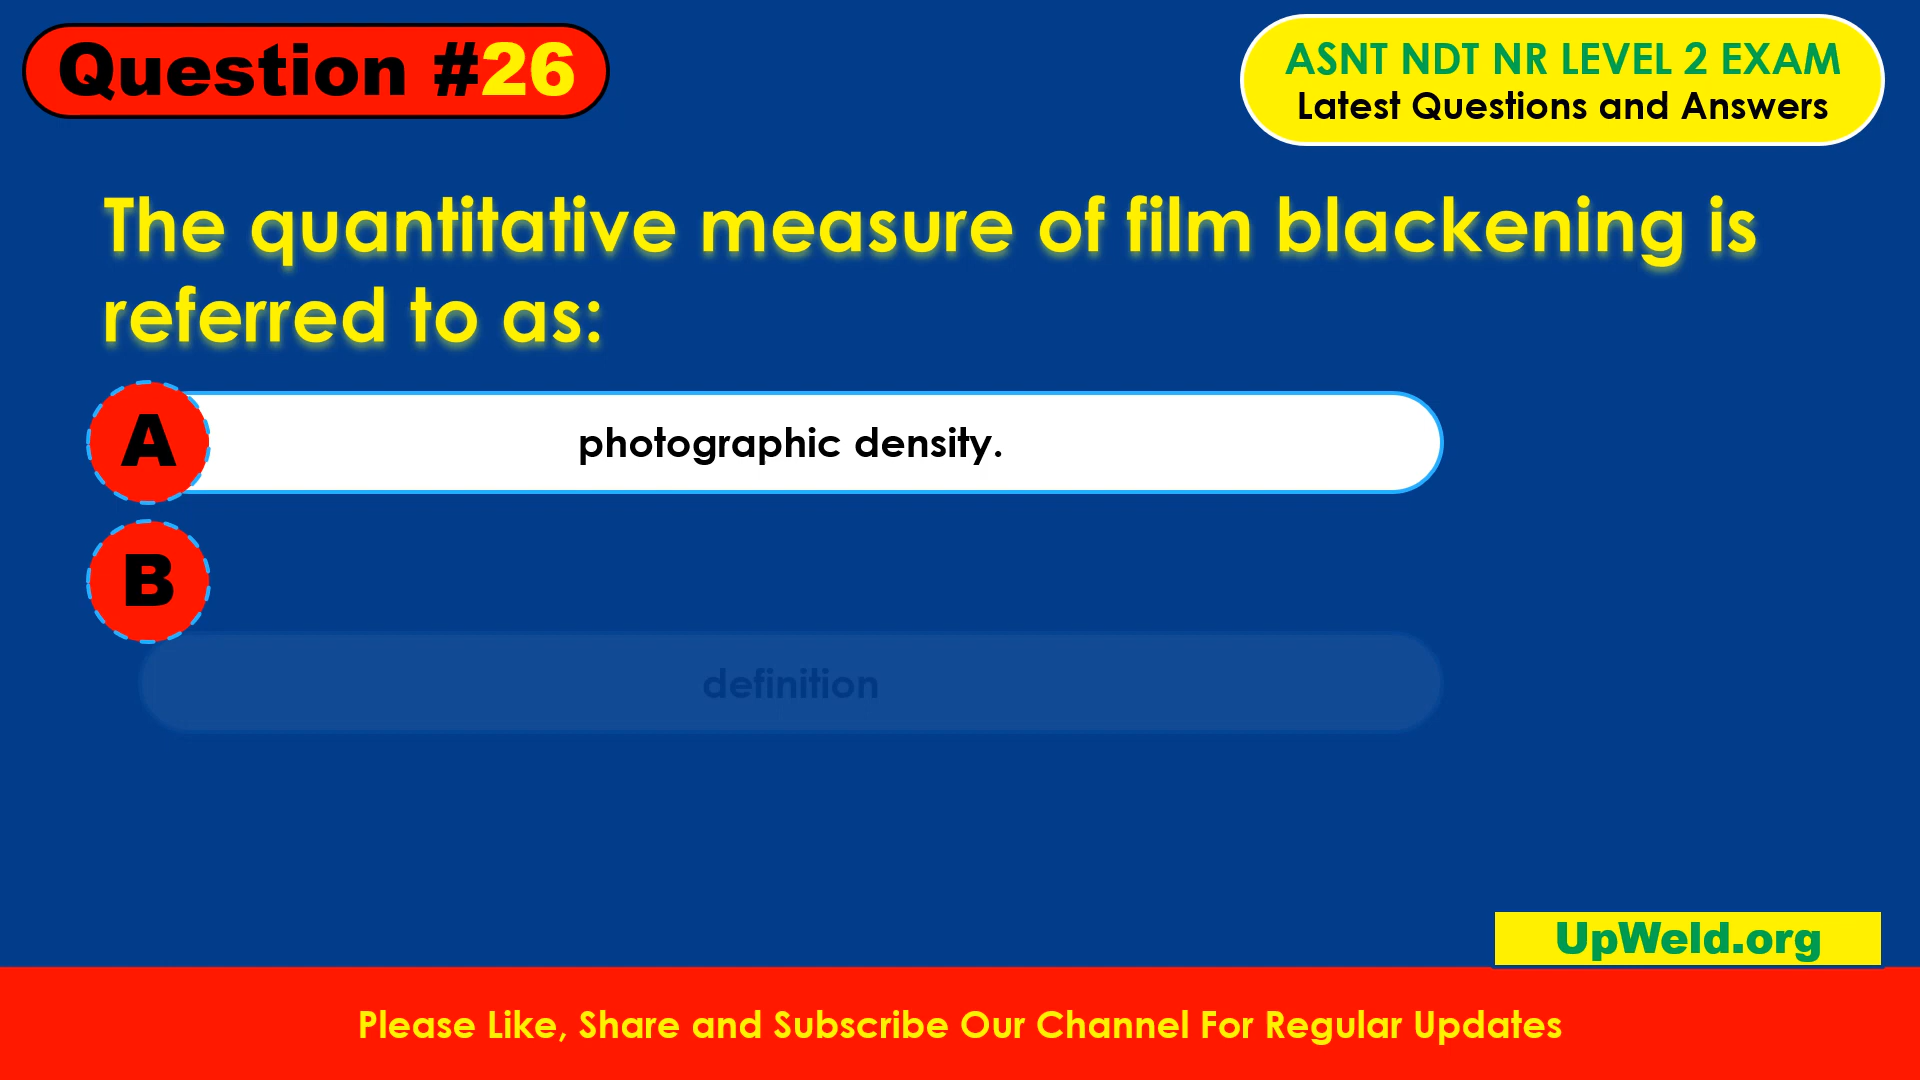 Question #26
ASNT NDT NR LEVEL 2 EXAM
Latest Questions and Answers
The quantitative measure of film blackening is
referred to as:
A
photographic density.
B
definition
UpWeld.org
Please Like, Share and Subscribe Our Channel For Regular Updates